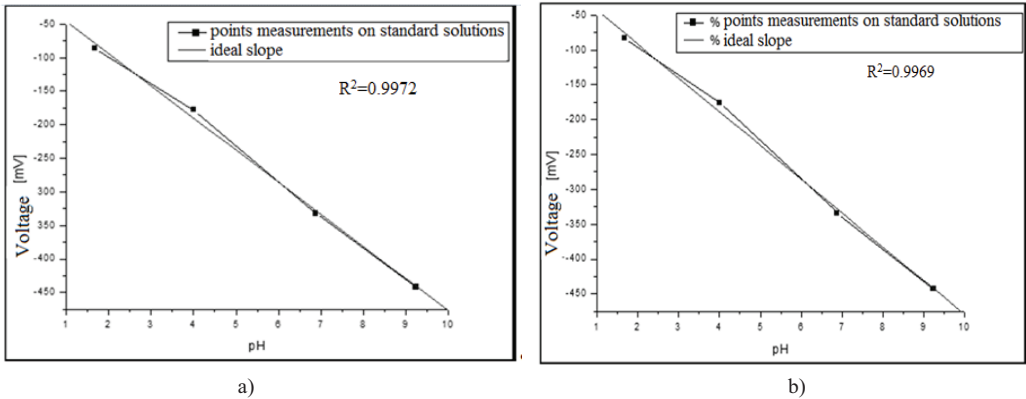 -50
-100
-150
-200
-250
-300
-350
-400
-450
Voltage [mV]
points measurements on standard solutions
ideal slope
R²=0.9972
1 2 3 4 5 6 7 8 9 10
pH
a)
-50
-100
-150
-200
-250
-300
-350
-400
-450
Voltage [mV]
% points measurements on standard solutions
% ideal slope
R²=0.9969
1 2 3 4 5 6 7 8 9 10
pH
b)